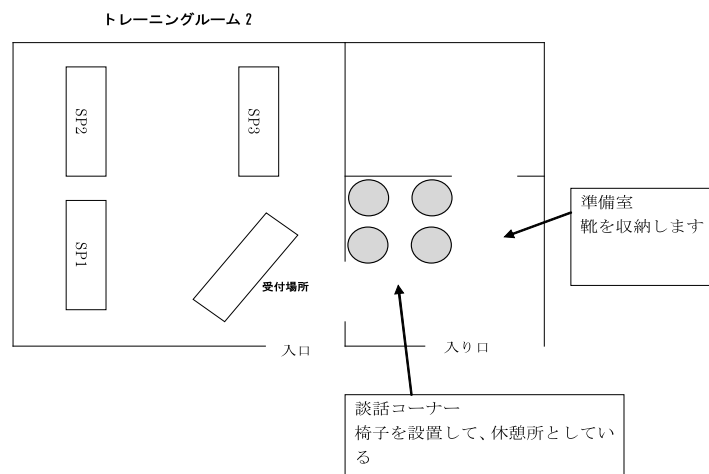 トレーニングルーム２
SP2
SP3
SP1
受付場所
準備室
靴を収納します
入口
入り口
談話コーナー
椅子を設置して、休憩所としてい
る